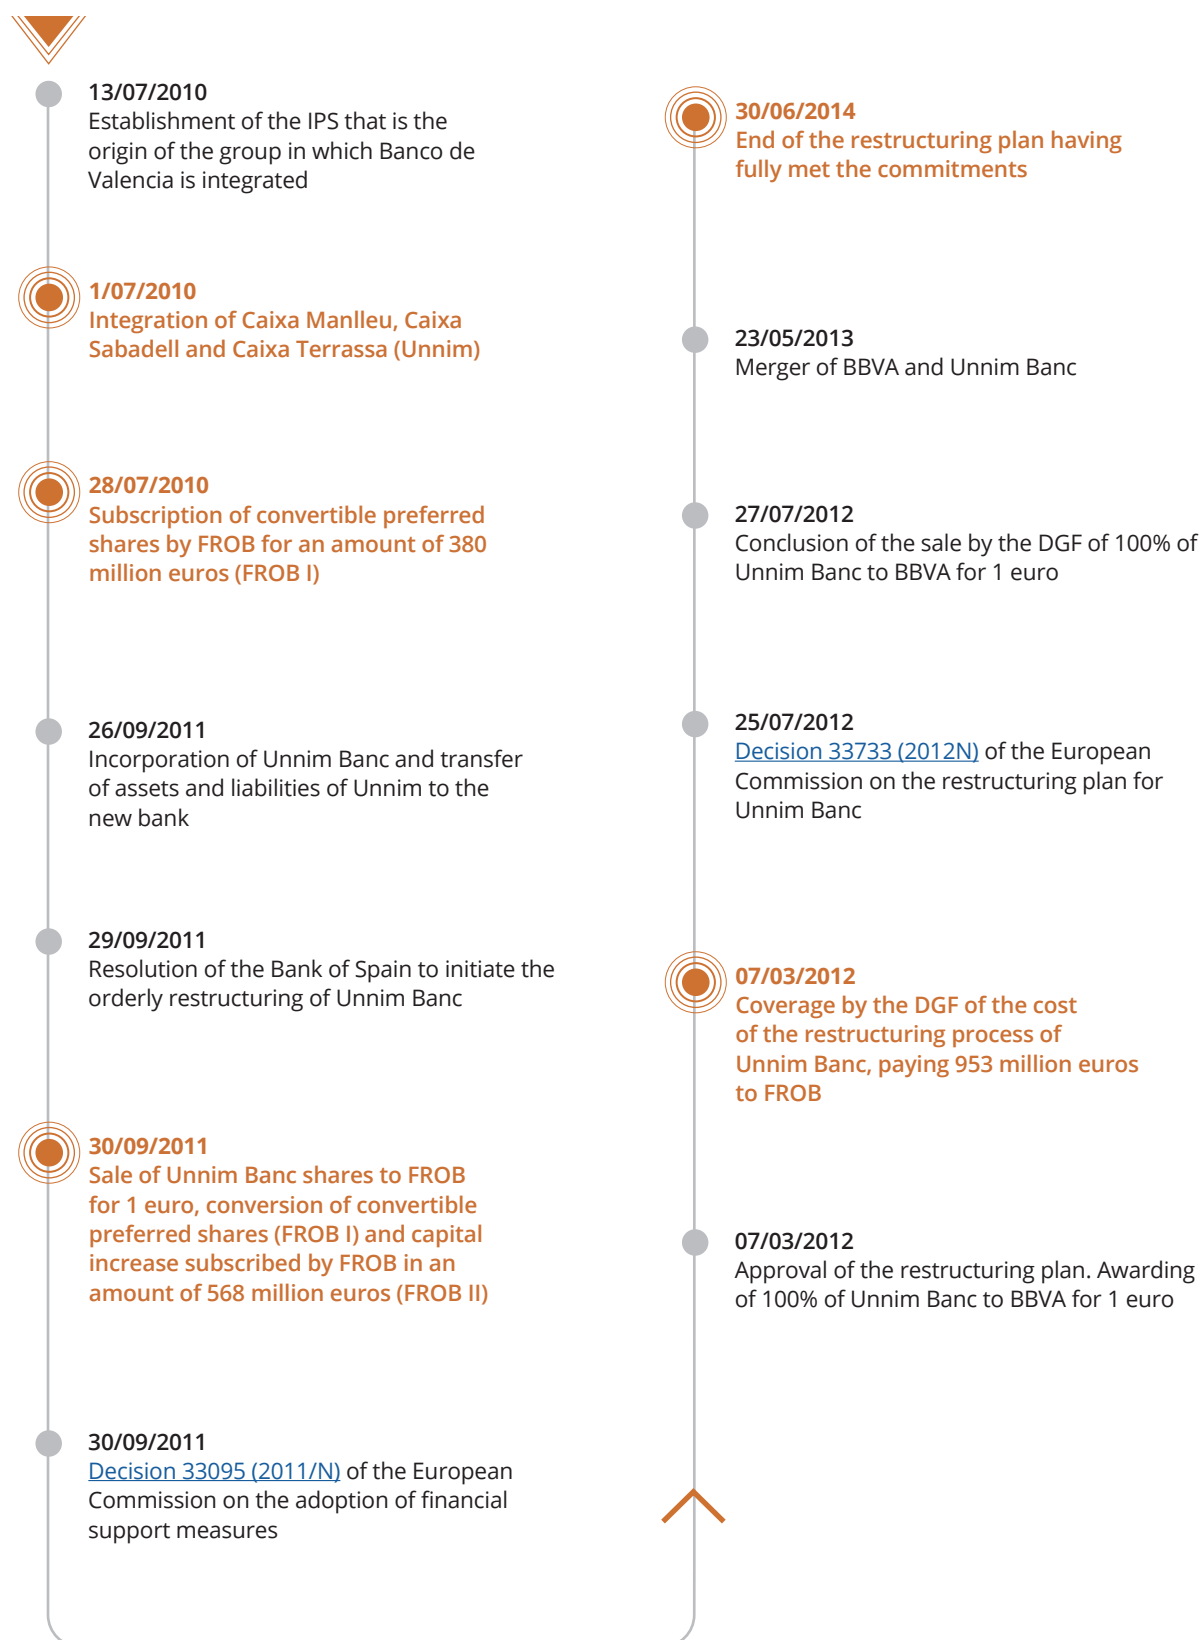 13/07/2010
Establishment of the IPS that is the
origin of the group in which Banco de
Valencia is integrated
1/07/2010
Integration of Caixa Manlleu, Caixa
Sabadell and Caixa Terrassa (Unnim)
28/07/2010
Subscription of convertible preferred
shares by FROB for an amount of 380
million euros (FROB I)
26/09/2011
Incorporation of Unnim Banc and transfer
of assets and liabilities of Unnim to the
new bank
29/09/2011
Resolution of the Bank of Spain to initiate the
orderly restructuring of Unnim Banc
30/09/2011
Sale of Unnim Banc shares to FROB
for 1 euro, conversion of convertible
preferred shares (FROB I) and capital
increase subscribed by FROB in an
amount of 568 million euros (FROB II)
30/09/2011
Decision 33095 (2011/N) of the European
Commission on the adoption of financial
support measures
30/06/2014
End of the restructuring plan having
fully met the commitments
23/05/2013
Merger of BBVA and Unnim Banc
27/07/2012
Conclusion of the sale by the DGF of 100% of
Unnim Banc to BBVA for 1 euro
25/07/2012
Decision 33733 (2012N) of the European
Commission on the restructuring plan for
Unnim Banc
07/03/2012
Coverage by the DGF of the cost
of the restructuring process of
Unnim Banc, paying 953 million euros
to FROB
07/03/2012
Approval of the restructuring plan. Awarding
of 100% of Unnim Banc to BBVA for 1 euro